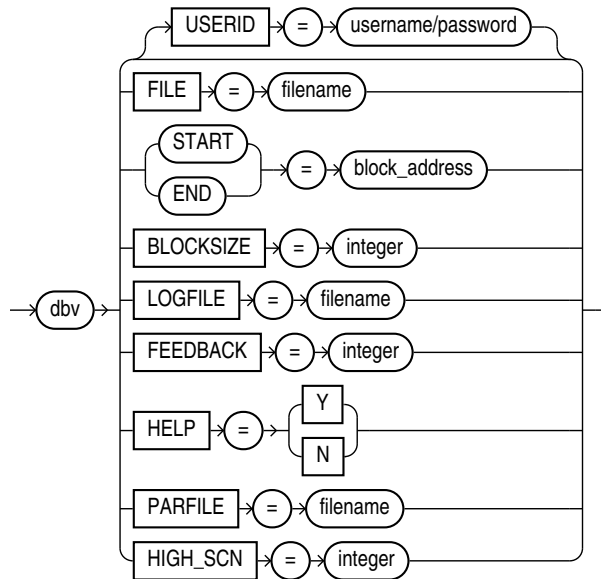 USERID = username/password
FILE = filename
START
= block_address
END
BLOCKSIZE = integer
dbv
LOGFILE = filename
FEEDBACK = integer
Y
HELP =
N
PARFILE = filename
HIGH_SCN = integer